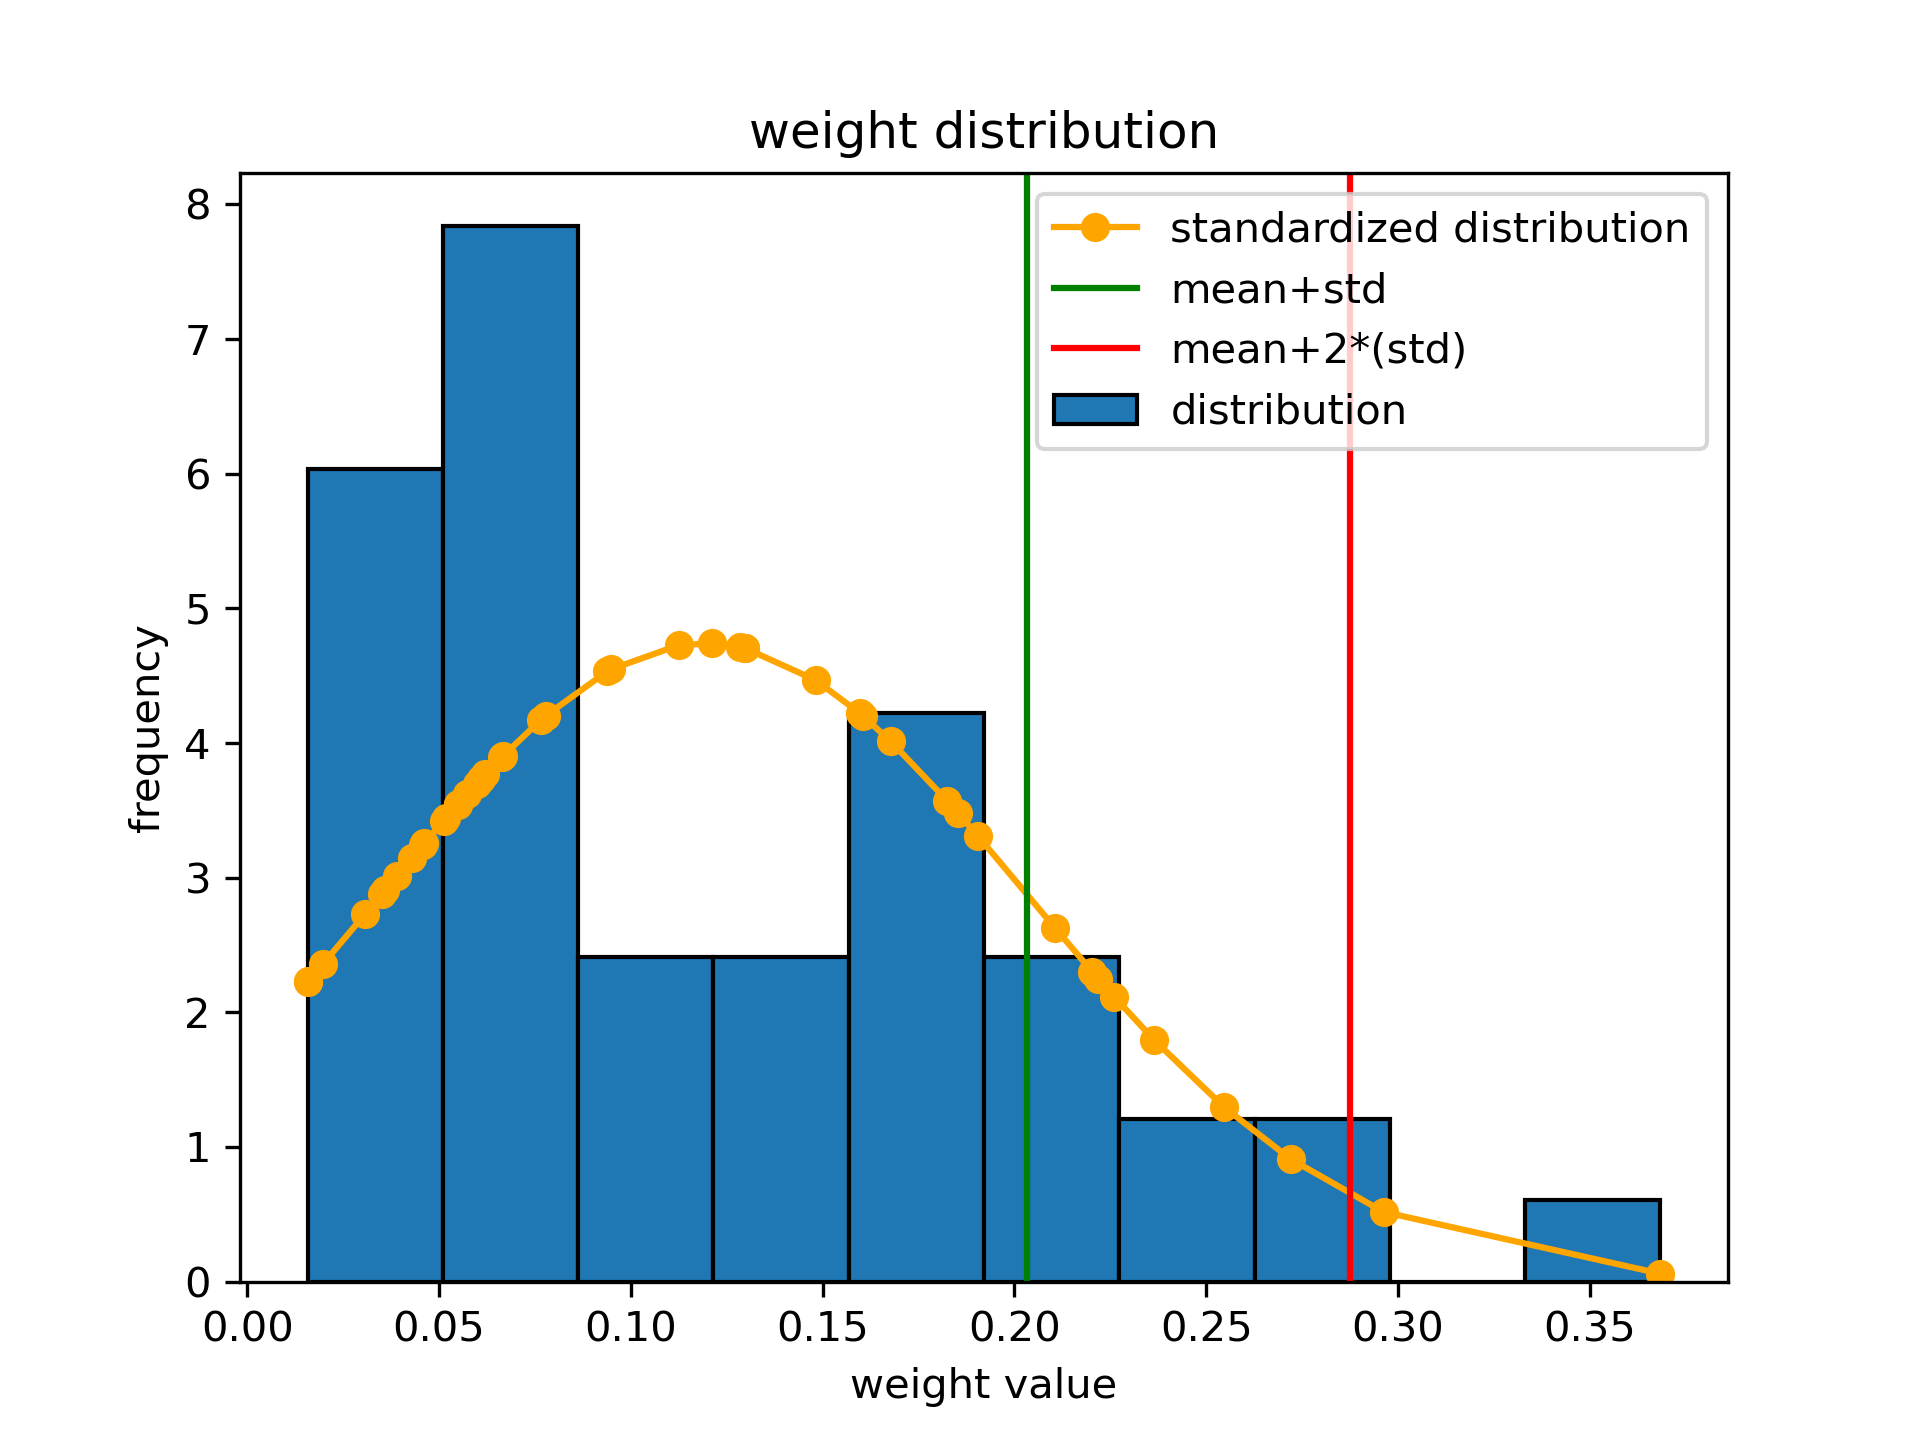 weight distribution
8
7
6
5
4
3
2
1
0
frequency
standardized distribution
mean+std
mean+2*(std)
distribution
0.00 0.05 0.10 0.15 0.20 0.25 0.30 0.35
weight value